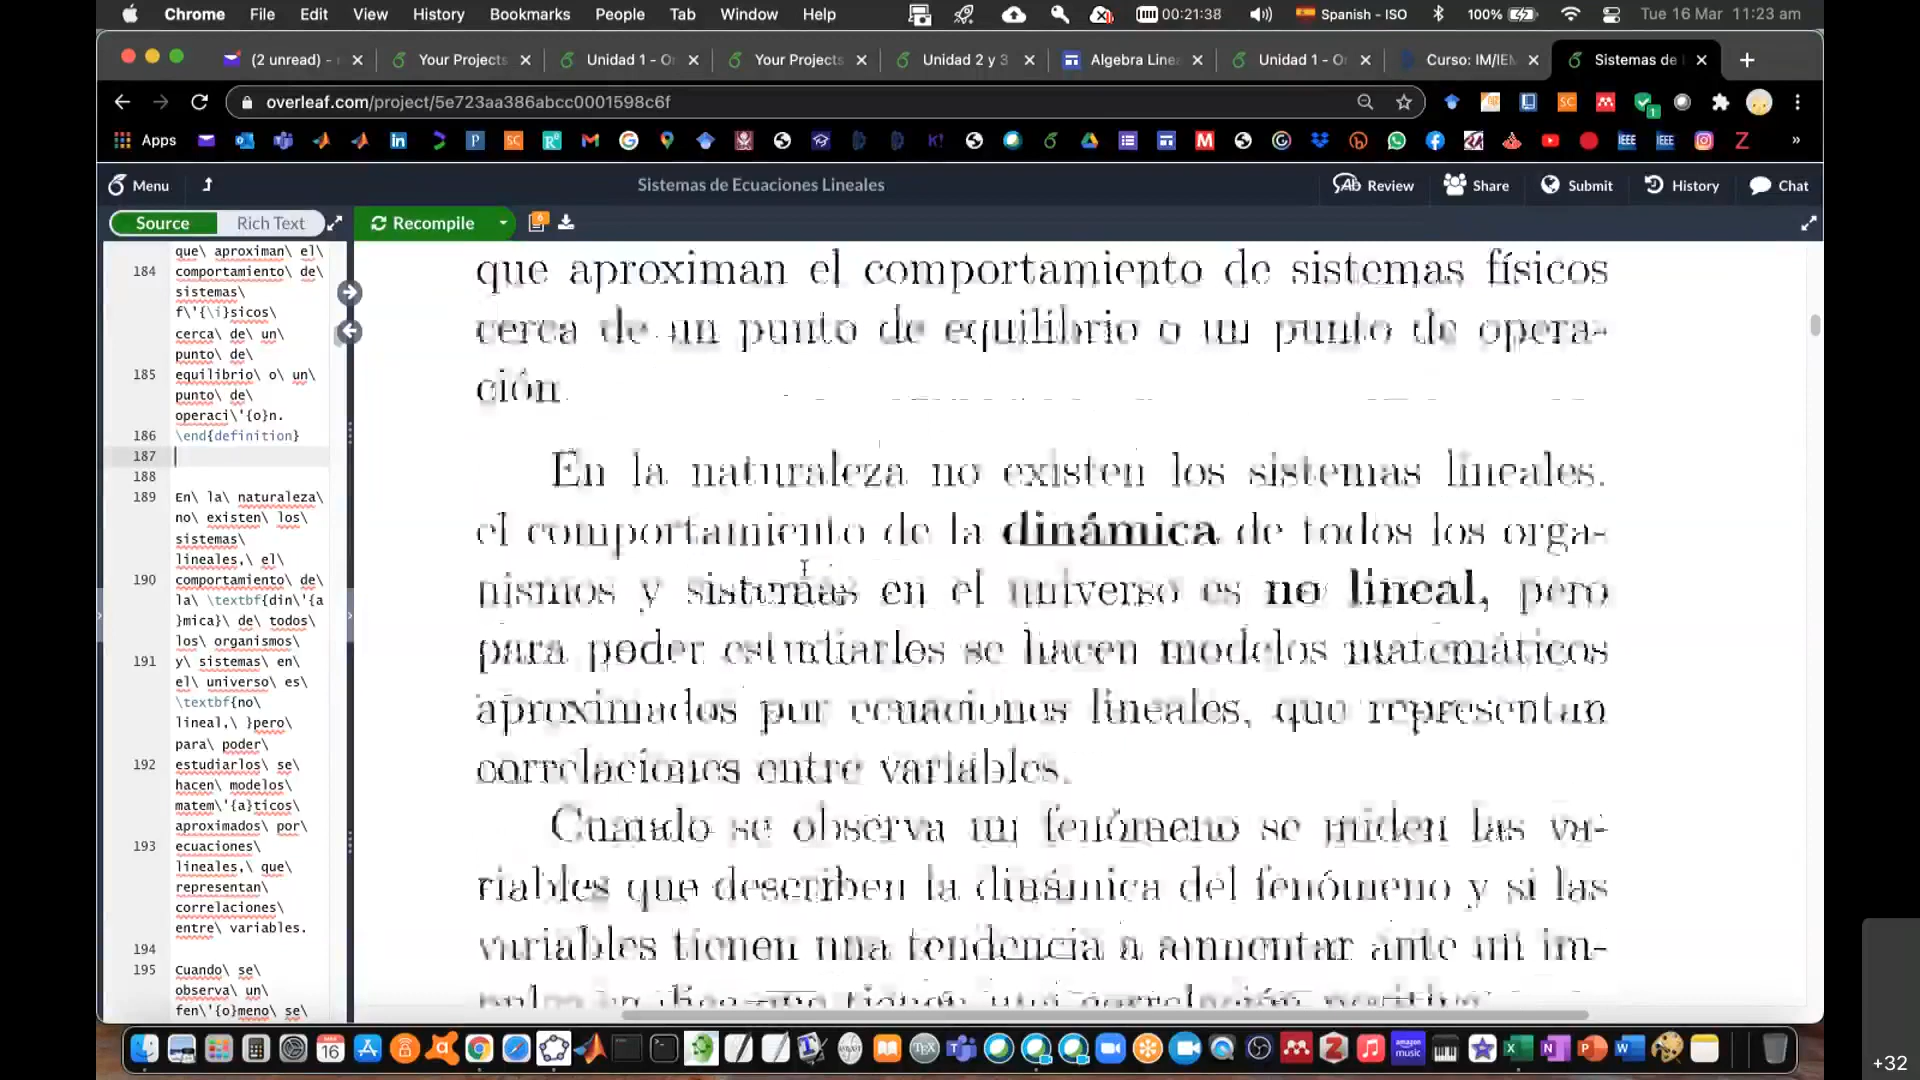 Chrome File Edit View History Bookmarks People Tab Window Help 00:21:38 Spanish - ISO 100% Tue 16 Mar 11:23 am
(2 unread) - Your Projects Unidad 1 - O Your Projects Unidad 2 y 3 Algebra Line Unidad 1 - O Curso: IM/IEM Sistemas de
overleaf.com/project/5e723aa386abcc0001598c6f
Apps
Menu Sistemas de Ecuaciones Lineales Review Share Submit History Chat
Source Rich Text Recompile
que\ aproximan\ el\
184 comportamiento\ de\
sistemas\
f\'{\i}sicos\
cerca\ de\ un\
punto\ de\
185 equilibrio\ o\ un\
punto\ de\
operaci\'{o}n.
186 \end{definition}
187
188
189 En\ la\ naturaleza\
no\ existen\ los\
sistemas\
lineales,\ el\
190 comportamiento\ de\
la\ \textbf{din\'{a
}mica}\ de\ todos\
los\ organismos\
191 y\ sistemas\ en\
el\ universo\ es\
\textbf{no\
lineal,\ }pero\
para\ poder\
192 estudiarlos\ se\
hacen\ modelos\
matem\'{a}ticos\
aproximados\ por\
193 ecuaciones\
lineales,\ que\
representan\
correlaciones\
entre\ variables.
194
195 Cuando\ se\
observa\ un\
fen\'{o}meno\ se\
que aproximan el comportamiento de sistemas físicos
cerca de un punto de equilibrio o un punto de opera-
ción.
En la naturaleza no existen los sistemas lineales,
el comportamiento de la dinámica de todos los orga-
nismos y sistemas en el universo es no lineal, pero
para poder estudiarlos se hacen modelos matemáticos
aproximados por ecuaciones lineales, que representan
correlaciones entre variables.
Cuando se observa un fenómeno se miden las va-
riables que describen la dinámica del fenómeno y si las
variables tienen una tendencia a aumentar ante un im-
pulso se dice que tienen una correlación positiva
+32